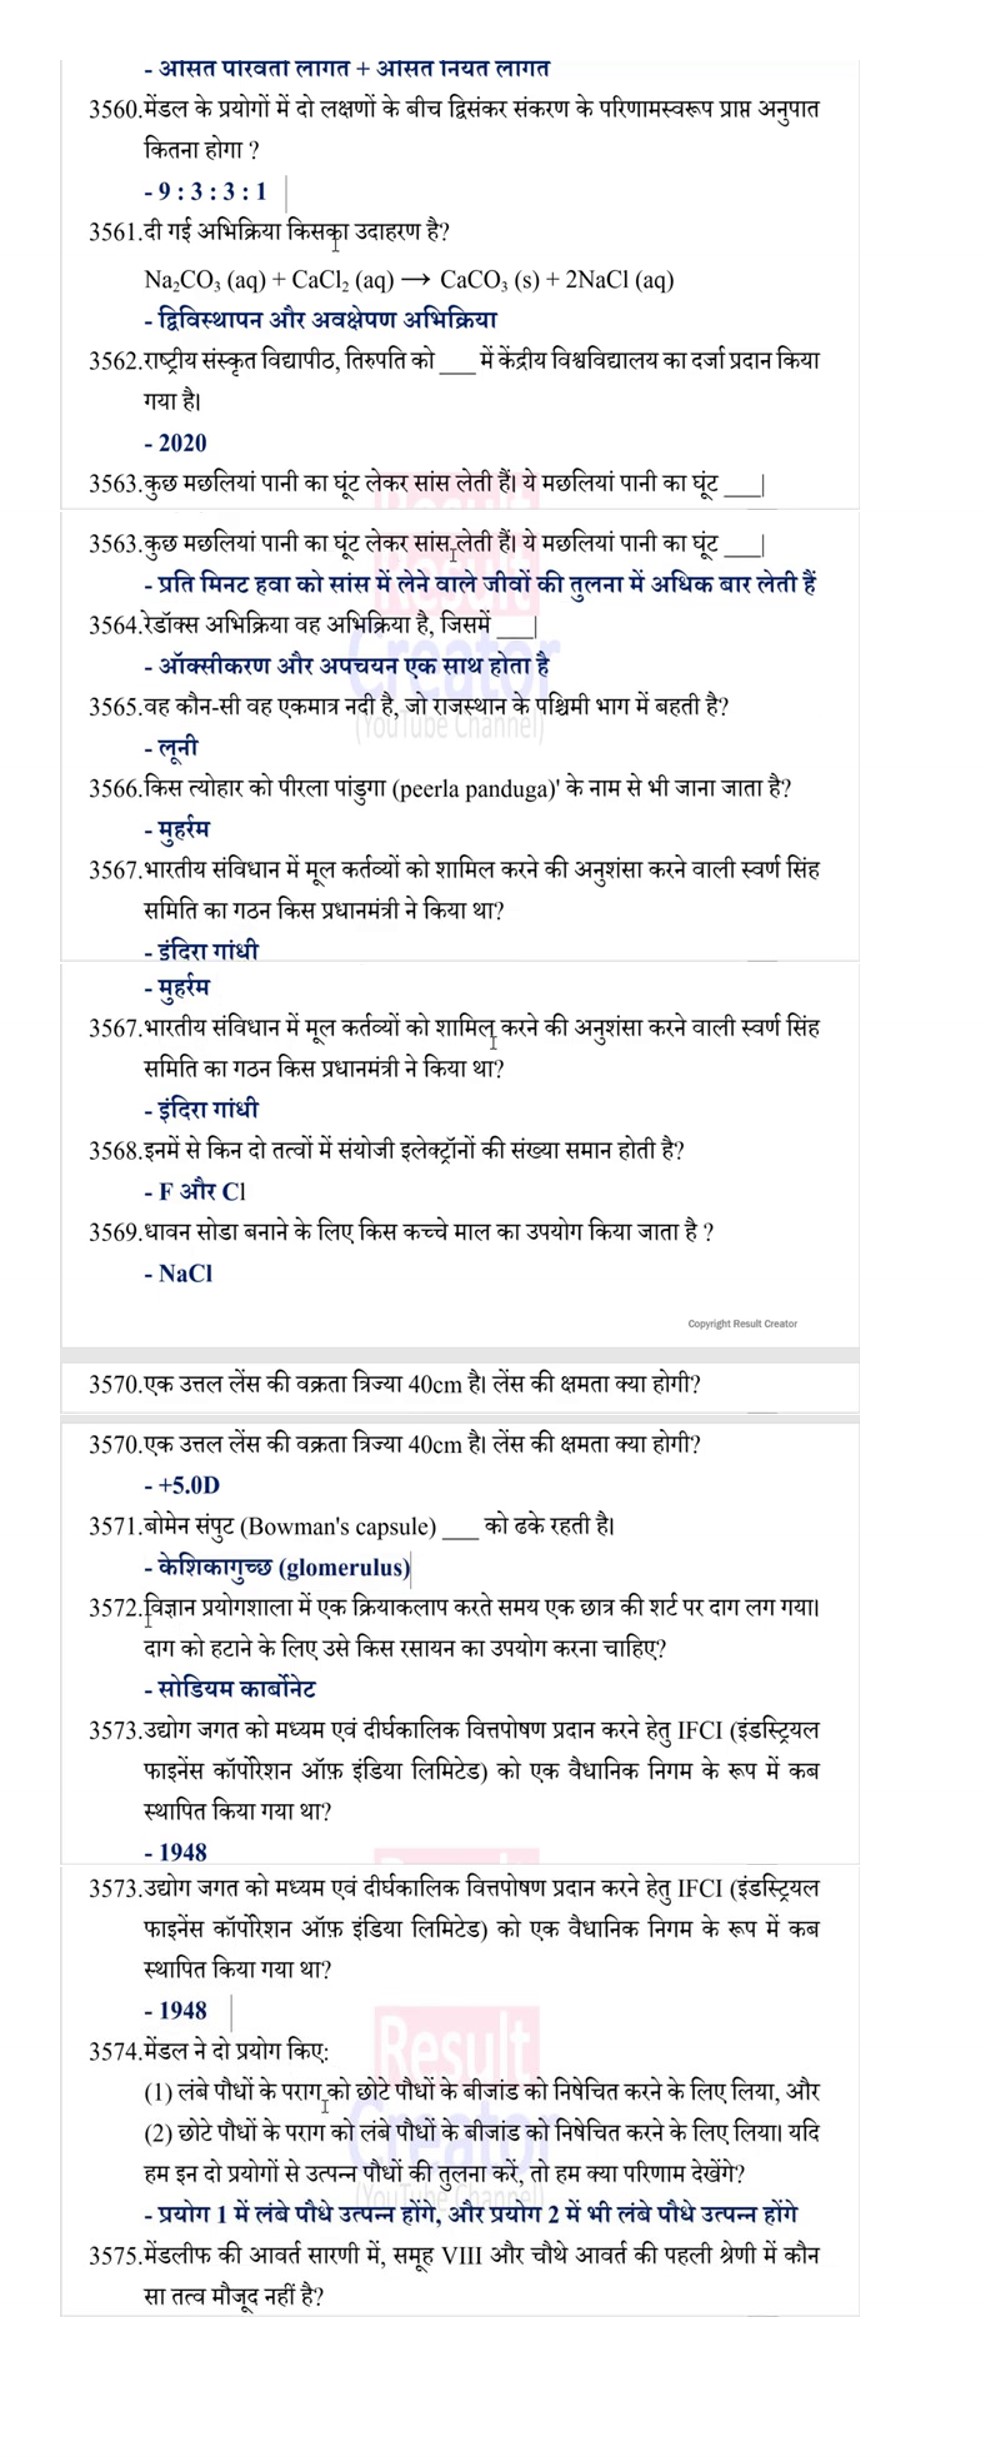 - औसत परिवर्ती लागत + औसत नियत लागत
3560.मेंडल के प्रयोगों में दो लक्षणों के बीच द्विसंकर संकरण के परिणामस्वरूप प्राप्त अनुपात
कितना होगा ?
- 9 : 3 : 3 : 1
3561.दी गई अभिक्रिया किसका उदाहरण है?
Na₂CO₃ (aq) + CaCl₂ (aq) → CaCO₃ (s) + 2NaCl (aq)
- द्विविस्थापन और अवक्षेपण अभिक्रिया
3562.राष्ट्रीय संस्कृत विद्यापीठ, तिरुपति को ___ में केंद्रीय विश्वविद्यालय का दर्जा प्रदान किया
गया है।
- 2020
3563.कुछ मछलियां पानी का घूंट लेकर सांस लेती हैं। ये मछलियां पानी का घूंट ___|
3563.कुछ मछलियां पानी का घूंट लेकर सांस लेती हैं। ये मछलियां पानी का घूंट ___|
- प्रति मिनट हवा को सांस में लेने वाले जीवों की तुलना में अधिक बार लेती हैं
3564.रेडॉक्स अभिक्रिया वह अभिक्रिया है, जिसमें ___|
- ऑक्सीकरण और अपचयन एक साथ होता है
3565.वह कौन-सी वह एकमात्र नदी है, जो राजस्थान के पश्चिमी भाग में बहती है?
- लूनी
3566.किस त्योहार को पीरला पांडुगा (peerla panduga)' के नाम से भी जाना जाता है?
- मुहर्रम
3567.भारतीय संविधान में मूल कर्तव्यों को शामिल करने की अनुशंसा करने वाली स्वर्ण सिंह
समिति का गठन किस प्रधानमंत्री ने किया था?
- इंदिरा गांधी
- मुहर्रम
3567.भारतीय संविधान में मूल कर्तव्यों को शामिल करने की अनुशंसा करने वाली स्वर्ण सिंह
समिति का गठन किस प्रधानमंत्री ने किया था?
- इंदिरा गांधी
3568.इनमें से किन दो तत्वों में संयोजी इलेक्ट्रॉनों की संख्या समान होती है?
- F और Cl
3569.धावन सोडा बनाने के लिए किस कच्चे माल का उपयोग किया जाता है ?
- NaCl
Copyright Result Creator
3570.एक उत्तल लेंस की वक्रता त्रिज्या 40cm है। लेंस की क्षमता क्या होगी?
3570.एक उत्तल लेंस की वक्रता त्रिज्या 40cm है। लेंस की क्षमता क्या होगी?
- +5.0D
3571.बोमेन संपुट (Bowman's capsule) ___ को ढके रहती है।
- केशिकागुच्छ (glomerulus)
3572.विज्ञान प्रयोगशाला में एक क्रियाकलाप करते समय एक छात्र की शर्ट पर दाग लग गया।
दाग को हटाने के लिए उसे किस रसायन का उपयोग करना चाहिए?
- सोडियम कार्बोनेट
3573.उद्योग जगत को मध्यम एवं दीर्घकालिक वित्तपोषण प्रदान करने हेतु IFCI (इंडस्ट्रियल
फाइनेंस कॉर्पोरेशन ऑफ़ इंडिया लिमिटेड) को एक वैधानिक निगम के रूप में कब
स्थापित किया गया था?
- 1948
3573.उद्योग जगत को मध्यम एवं दीर्घकालिक वित्तपोषण प्रदान करने हेतु IFCI (इंडस्ट्रियल
फाइनेंस कॉर्पोरेशन ऑफ़ इंडिया लिमिटेड) को एक वैधानिक निगम के रूप में कब
स्थापित किया गया था?
- 1948
3574.मेंडल ने दो प्रयोग किए:
(1) लंबे पौधों के पराग को छोटे पौधों के बीजांड को निषेचित करने के लिए लिया, और
(2) छोटे पौधों के पराग को लंबे पौधों के बीजांड को निषेचित करने के लिए लिया। यदि
हम इन दो प्रयोगों से उत्पन्न पौधों की तुलना करें, तो हम क्या परिणाम देखेंगे?
- प्रयोग 1 में लंबे पौधे उत्पन्न होंगे, और प्रयोग 2 में भी लंबे पौधे उत्पन्न होंगे
3575.मेंडलीफ की आवर्त सारणी में, समूह VIII और चौथे आवर्त की पहली श्रेणी में कौन
सा तत्व मौजूद नहीं है?
Result
Creator
(YouTube Channel)
Result
Creator
(YouTube Channel)